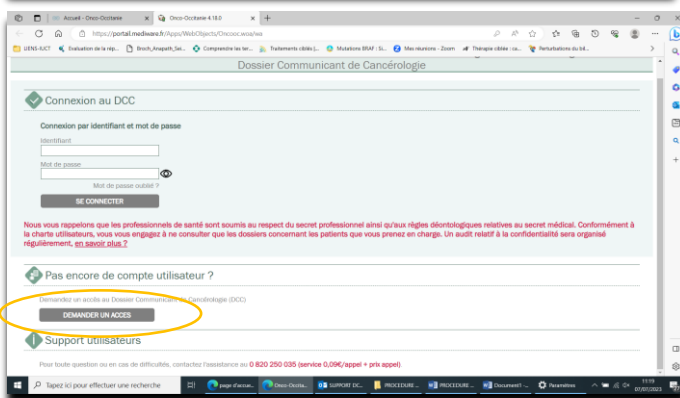 Accueil - Onco-Occitanie
Onco-Occitanie 4.18.0
https://portal.mediware.fr/Apps/WebObjects/Oncooc.woa/wa
UENS-IUCT
Evaluation de la rép...
Broch_Anapath_Sei...
Comprendre les ter...
Traitements ciblés (...
Mutations BRAF : S...
Mes réunions - Zoom
Thérapie ciblée : ca...
Perturbations du bil...
Dossier Communicant de Cancérologie
Connexion au DCC
Connexion par identifiant et mot de passe
Identifiant
Mot de passe
Mot de passe oublié ?
SE CONNECTER
Nous vous rappelons que les professionnels de santé sont soumis au respect du secret professionnel ainsi qu'aux règles déontologiques relatives au secret médical. Conformément à
la charte utilisateurs, vous vous engagez à ne consulter que les dossiers concernant les patients que vous prenez en charge. Un audit relatif à la confidentialité sera organisé
régulièrement, en savoir plus ?
Pas encore de compte utilisateur ?
Demandez un accès au Dossier Communicant de Cancérologie (DCC)
DEMANDER UN ACCES
Support utilisateurs
Pour toute question ou en cas de difficultés, contactez l'assistance au 0 820 250 035 (service 0,09€/appel + prix appel)
Tapez ici pour effectuer une recherche
page d'accue...
Onco-Occita...
SUPPORT DC...
PROCEDURE ...
PROCEDURE ...
Document1 -...
Paramètres
11:19
07/07/2023